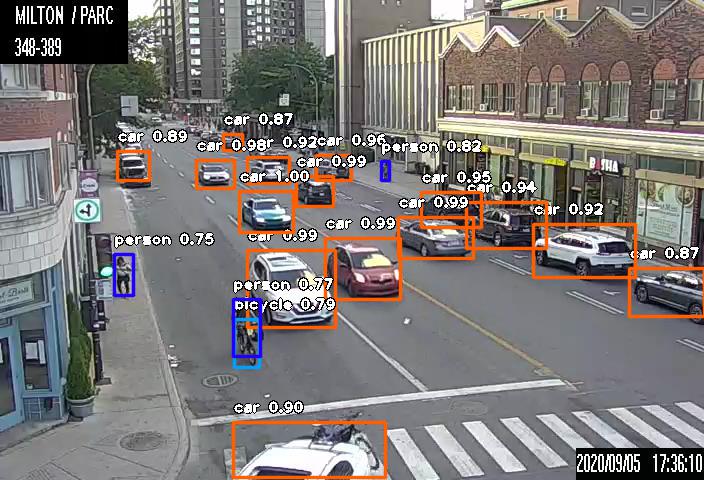 MILTON / PARC
348-389
car 0.87
car 0.89
car 0.98
car 0.92
car 0.96
person 0.82
car 0.99
car 1.00
car 0.95
car 0.94
car 0.99
car 0.92
car 0.99
car 0.99
person 0.75
car 0.87
person 0.77
bicycle 0.79
car 0.90
2020/09/05 17:36:10